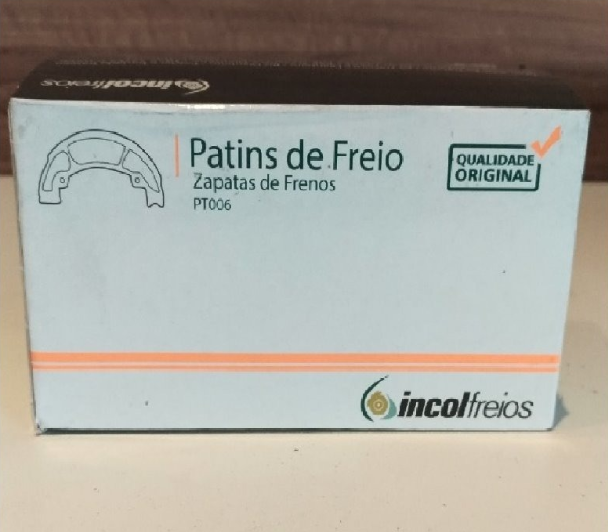 incolfreios
Patins de Freio
Zapatas de Frenos
PT006
QUALIDADE
ORIGINAL
incolfreios